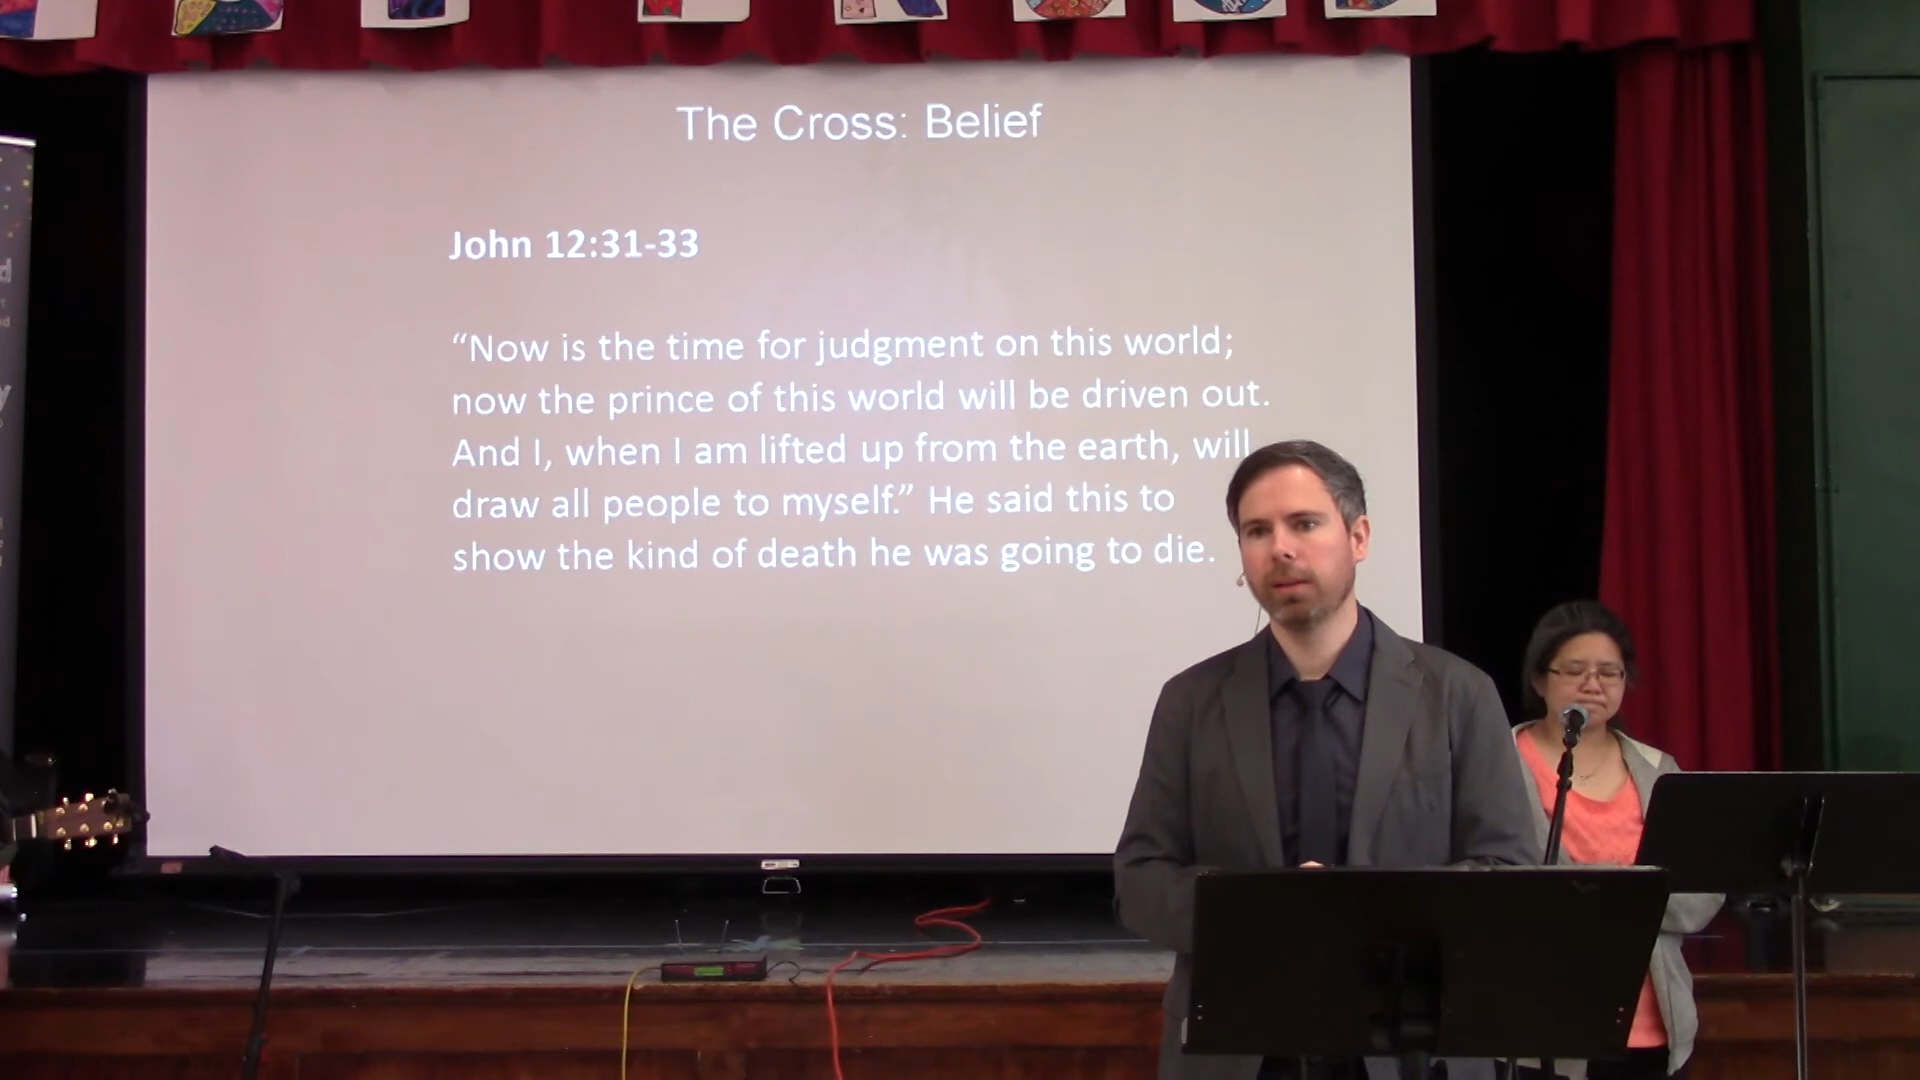 The Cross: Belief
John 12:31-33
“Now is the time for judgment on this world;
now the prince of this world will be driven out.
And I, when I am lifted up from the earth, will
draw all people to myself.” He said this to
show the kind of death he was going to die.